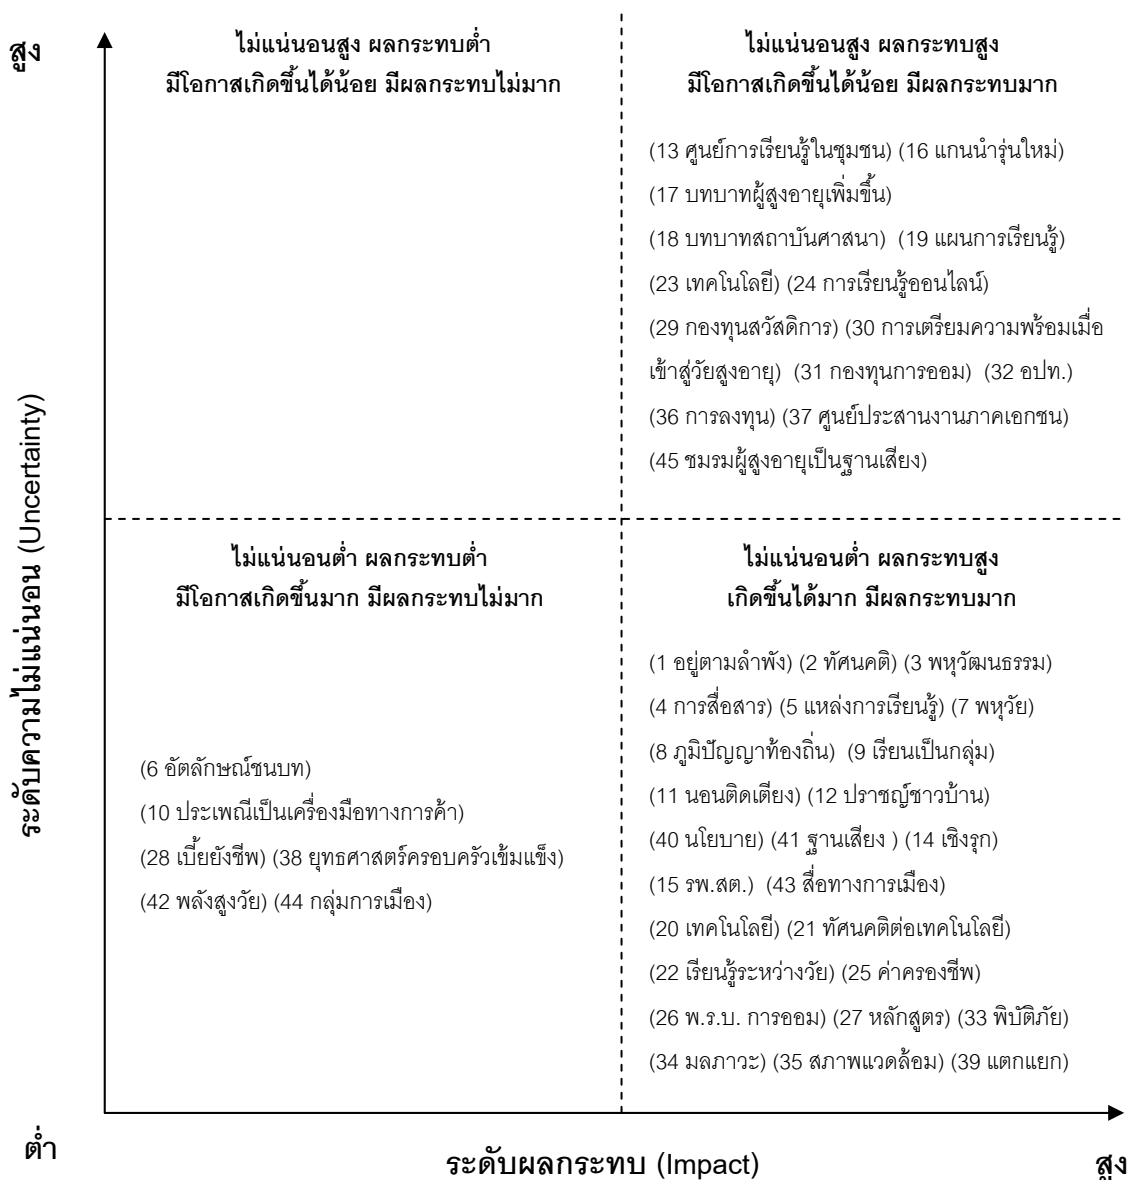 สูง
ไม่แน่นอนสูง ผลกระทบต่ำ
มีโอกาสเกิดขึ้นได้น้อย มีผลกระทบไม่มาก
ไม่แน่นอนสูง ผลกระทบสูง
มีโอกาสเกิดขึ้นได้น้อย มีผลกระทบมาก
(13 ศูนย์การเรียนรู้ในชุมชน) (16 แกนนำรุ่นใหม่)
(17 บทบาทผู้สูงอายุเพิ่มขึ้น)
(18 บทบาทสถาบันศาสนา) (19 แผนการเรียนรู้)
(23 เทคโนโลยี) (24 การเรียนรู้ออนไลน์)
(29 กองทุนสวัสดิการ) (30 การเตรียมความพร้อมเมื่อ
เข้าสู่วัยสูงอายุ) (31 กองทุนการออม) (32 อปท.)
(36 การลงทุน) (37 ศูนย์ประสานงานภาคเอกชน)
(45 ชมรมผู้สูงอายุเป็นฐานเสียง)
ระดับความไม่แน่นอน (Uncertainty)
ไม่แน่นอนต่ำ ผลกระทบต่ำ
มีโอกาสเกิดขึ้นมาก มีผลกระทบไม่มาก
(6 อัตลักษณ์ชนบท)
(10 ประเพณีเป็นเครื่องมือทางการค้า)
(28 เบี้ยยังชีพ) (38 ยุทธศาสตร์ครอบครัวเข้มแข็ง)
(42 พลังสูงวัย) (44 กลุ่มการเมือง)
ไม่แน่นอนต่ำ ผลกระทบสูง
เกิดขึ้นได้มาก มีผลกระทบมาก
(1 อยู่ตามลำพัง) (2 ทัศนคติ) (3 พหุวัฒนธรรม)
(4 การสื่อสาร) (5 แหล่งการเรียนรู้) (7 พหุวัย)
(8 ภูมิปัญญาท้องถิ่น) (9 เรียนเป็นกลุ่ม)
(11 นอนติดเตียง) (12 ปราชญ์ชาวบ้าน)
(40 นโยบาย) (41 ฐานเสียง ) (14 เชิงรุก)
(15 รพ.สต.) (43 สื่อทางการเมือง)
(20 เทคโนโลยี) (21 ทัศนคติต่อเทคโนโลยี)
(22 เรียนรู้ระหว่างวัย) (25 ค่าครองชีพ)
(26 พ.ร.บ. การออม) (27 หลักสูตร) (33 พิบัติภัย)
(34 มลภาวะ) (35 สภาพแวดล้อม) (39 แตกแยก)
ต่ำ
ระดับผลกระทบ (Impact)
สูง